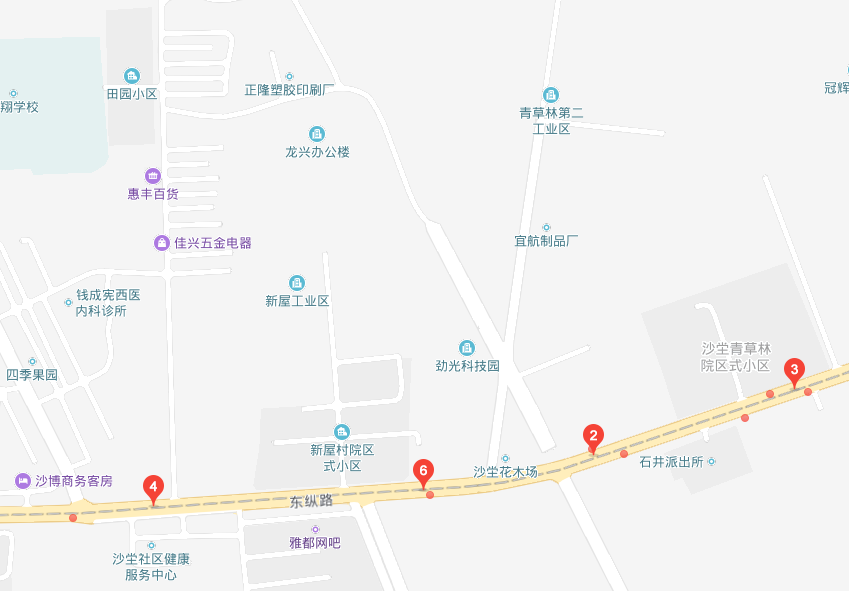 田园小区
翔学校
正隆塑胶印刷厂
冠辉
青草林第二
工业区
龙兴办公楼
惠丰百货
佳兴五金电器
宜航制品厂
钱成宪西医
内科诊所
新屋工业区
四季果园
劲光科技园
沙坣青草林
院区式小区
3
2
新屋村院区
式小区
6
沙坣花木场
石井派出所
沙博商务客房
4
东纵路
雅都网吧
沙坣社区健康
服务中心